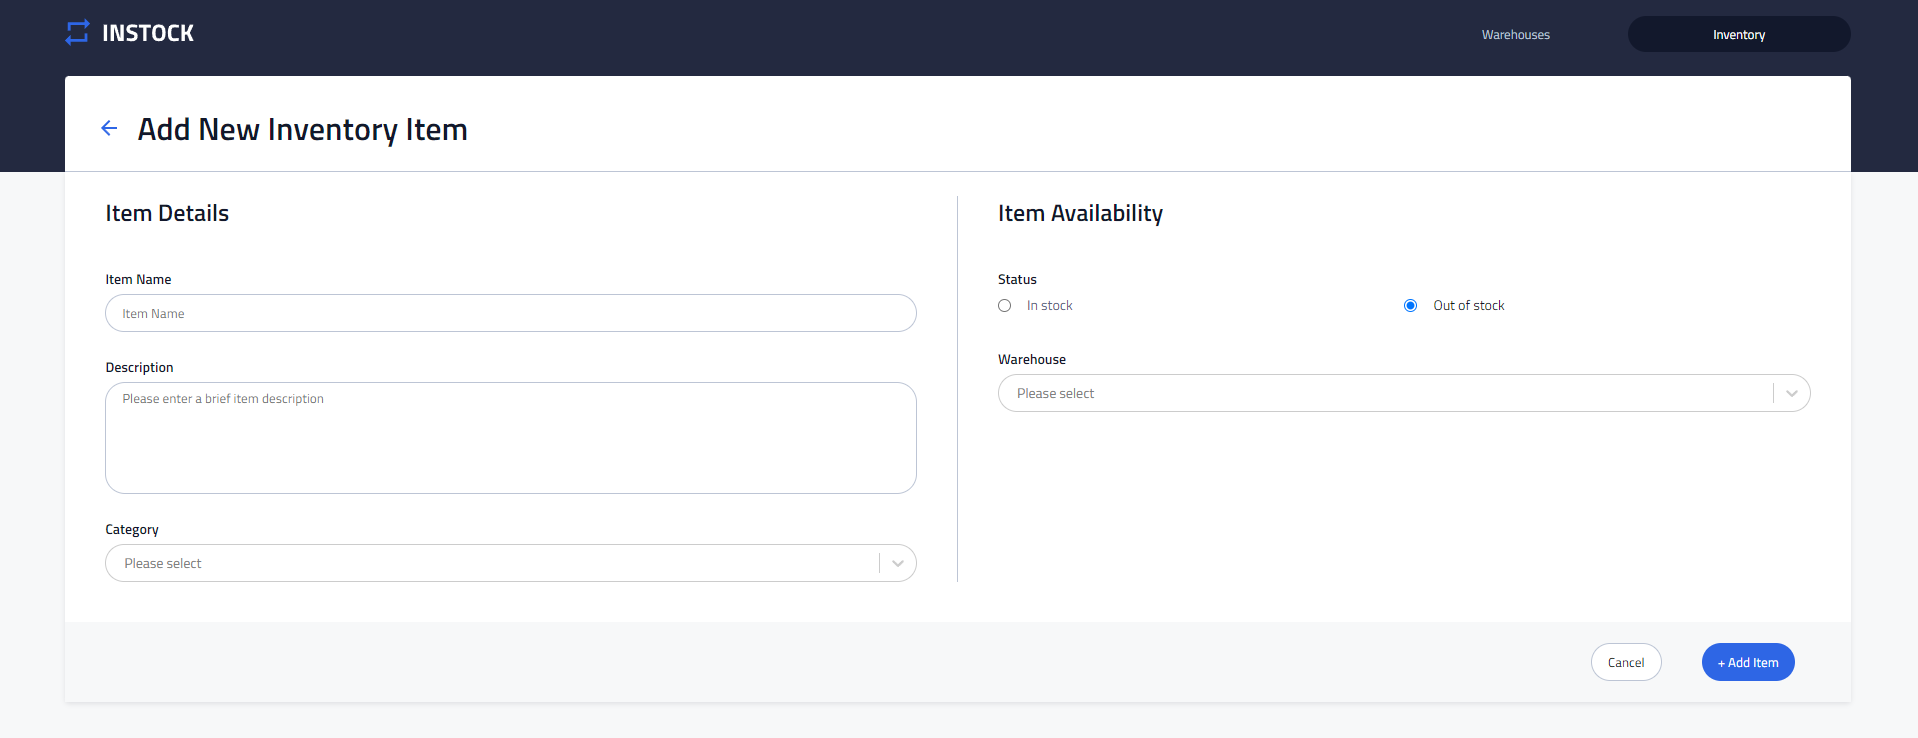 INSTOCK
Warehouses
Inventory
Add New Inventory Item
Item Details
Item Name
Item Name
Description
Please enter a brief item description
Category
Please select
Item Availability
Status
In stock
Out of stock
Warehouse
Please select
Cancel
+ Add Item